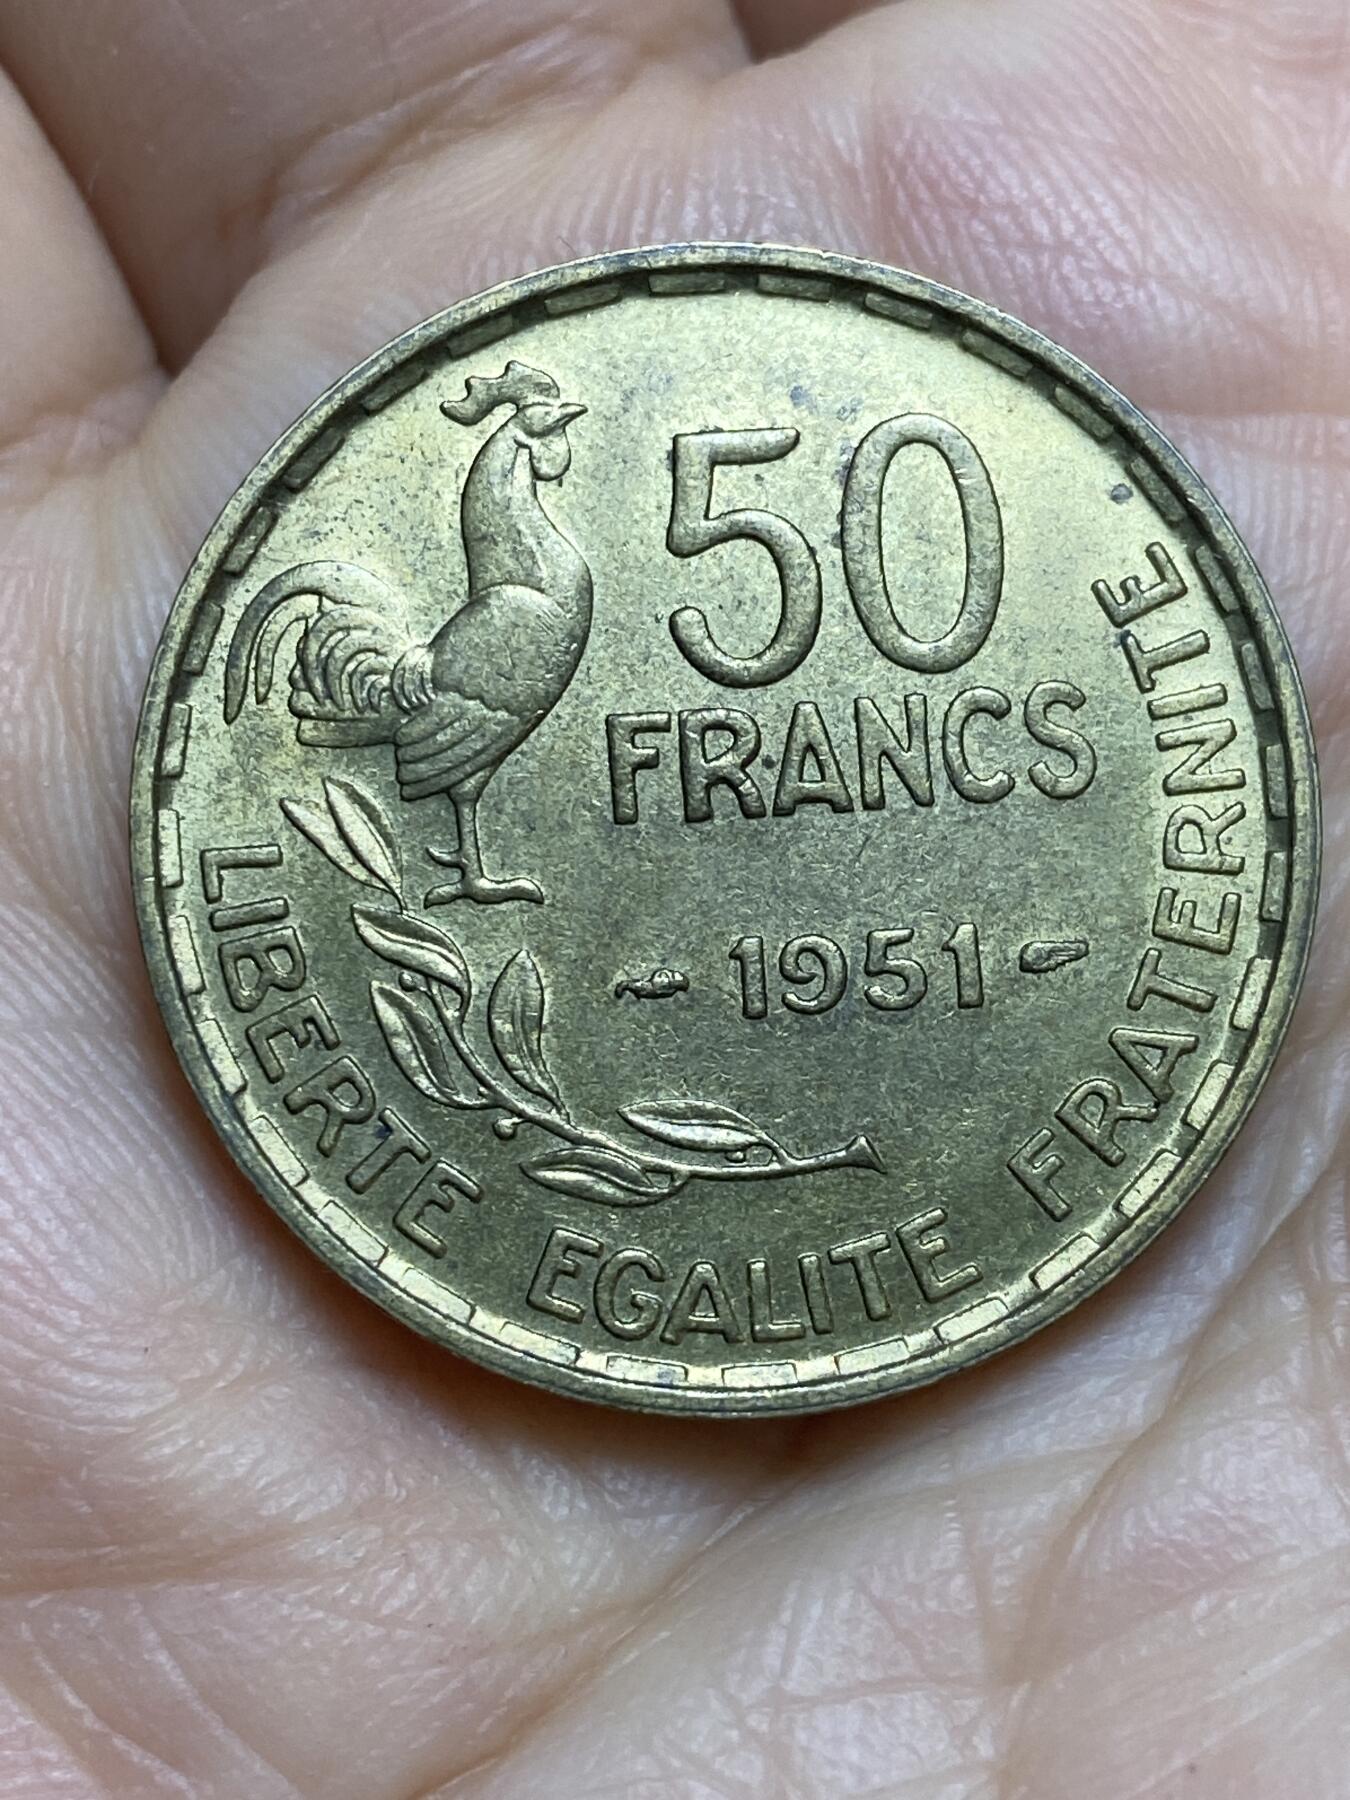 50
FRANCS
1951
LIBERTE EGALITE FRATERNITE